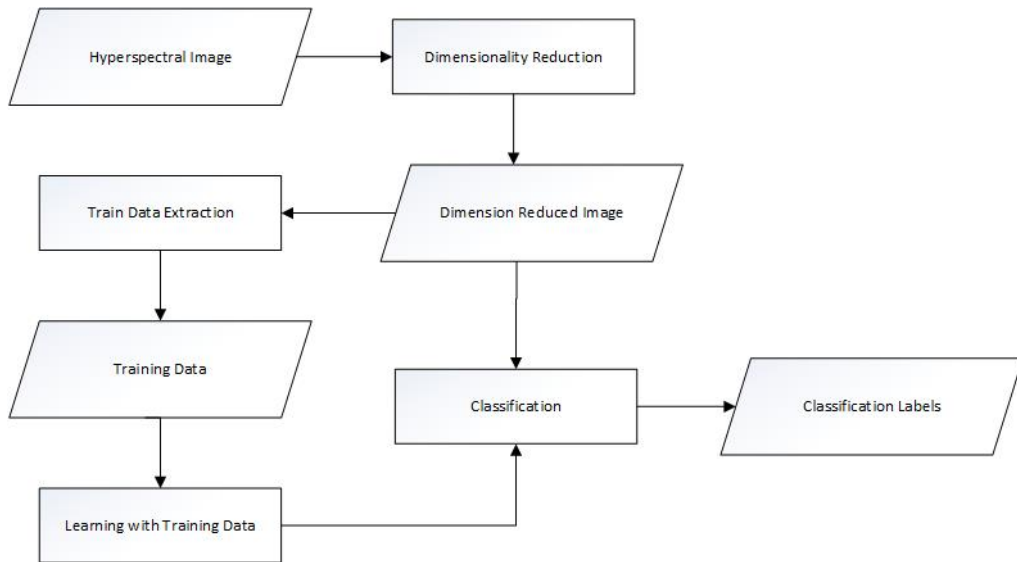 Hyperspectral Image
Dimensionality Reduction
Train Data Extraction
Dimension Reduced Image
Training Data
Classification
Classification Labels
Learning with Training Data